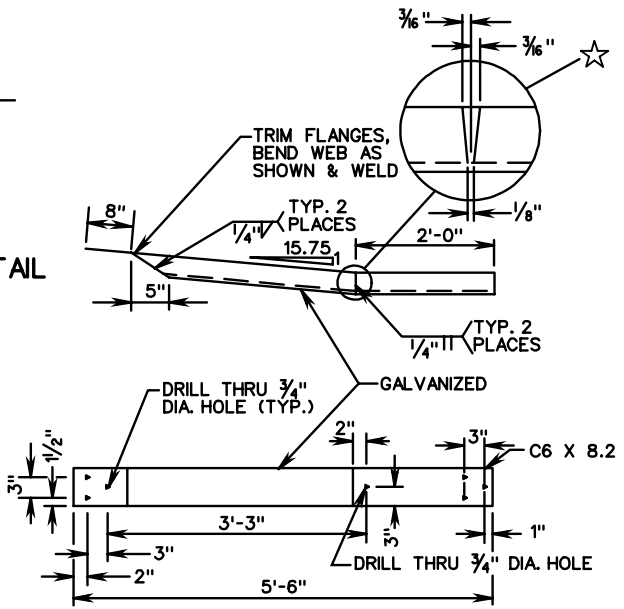 3/16"
3/16"
TRIM FLANGES,
BEND WEB AS
SHOWN & WELD
1/8"
8"
TYP. 2
PLACES
1/4"
15.75
1
2'-0"
AIL
5"
TYP. 2
PLACES
1/4"
DRILL THRU 3/4"
DIA. HOLE (TYP.)
GALVANIZED
1 1/2"
2"
3"
C6 X 8.2
3"
3'-3"
3"
1"
3"
DRILL THRU 3/4" DIA. HOLE
2"
5'-6"